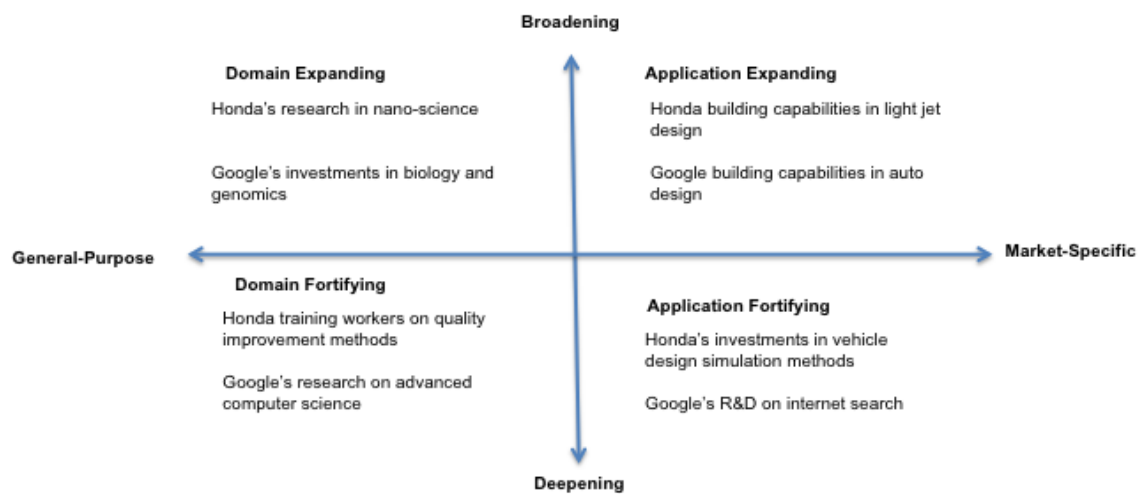 Broadening
Domain Expanding
Honda's research in nano-science
Google's investments in biology and
genomics
Application Expanding
Honda building capabilities in light jet
design
Google building capabilities in auto
design
General-Purpose
Market-Specific
Domain Fortifying
Honda training workers on quality
improvement methods
Google's research on advanced
computer science
Application Fortifying
Honda's investments in vehicle
design simulation methods
Google's R&D on internet search
Deepening